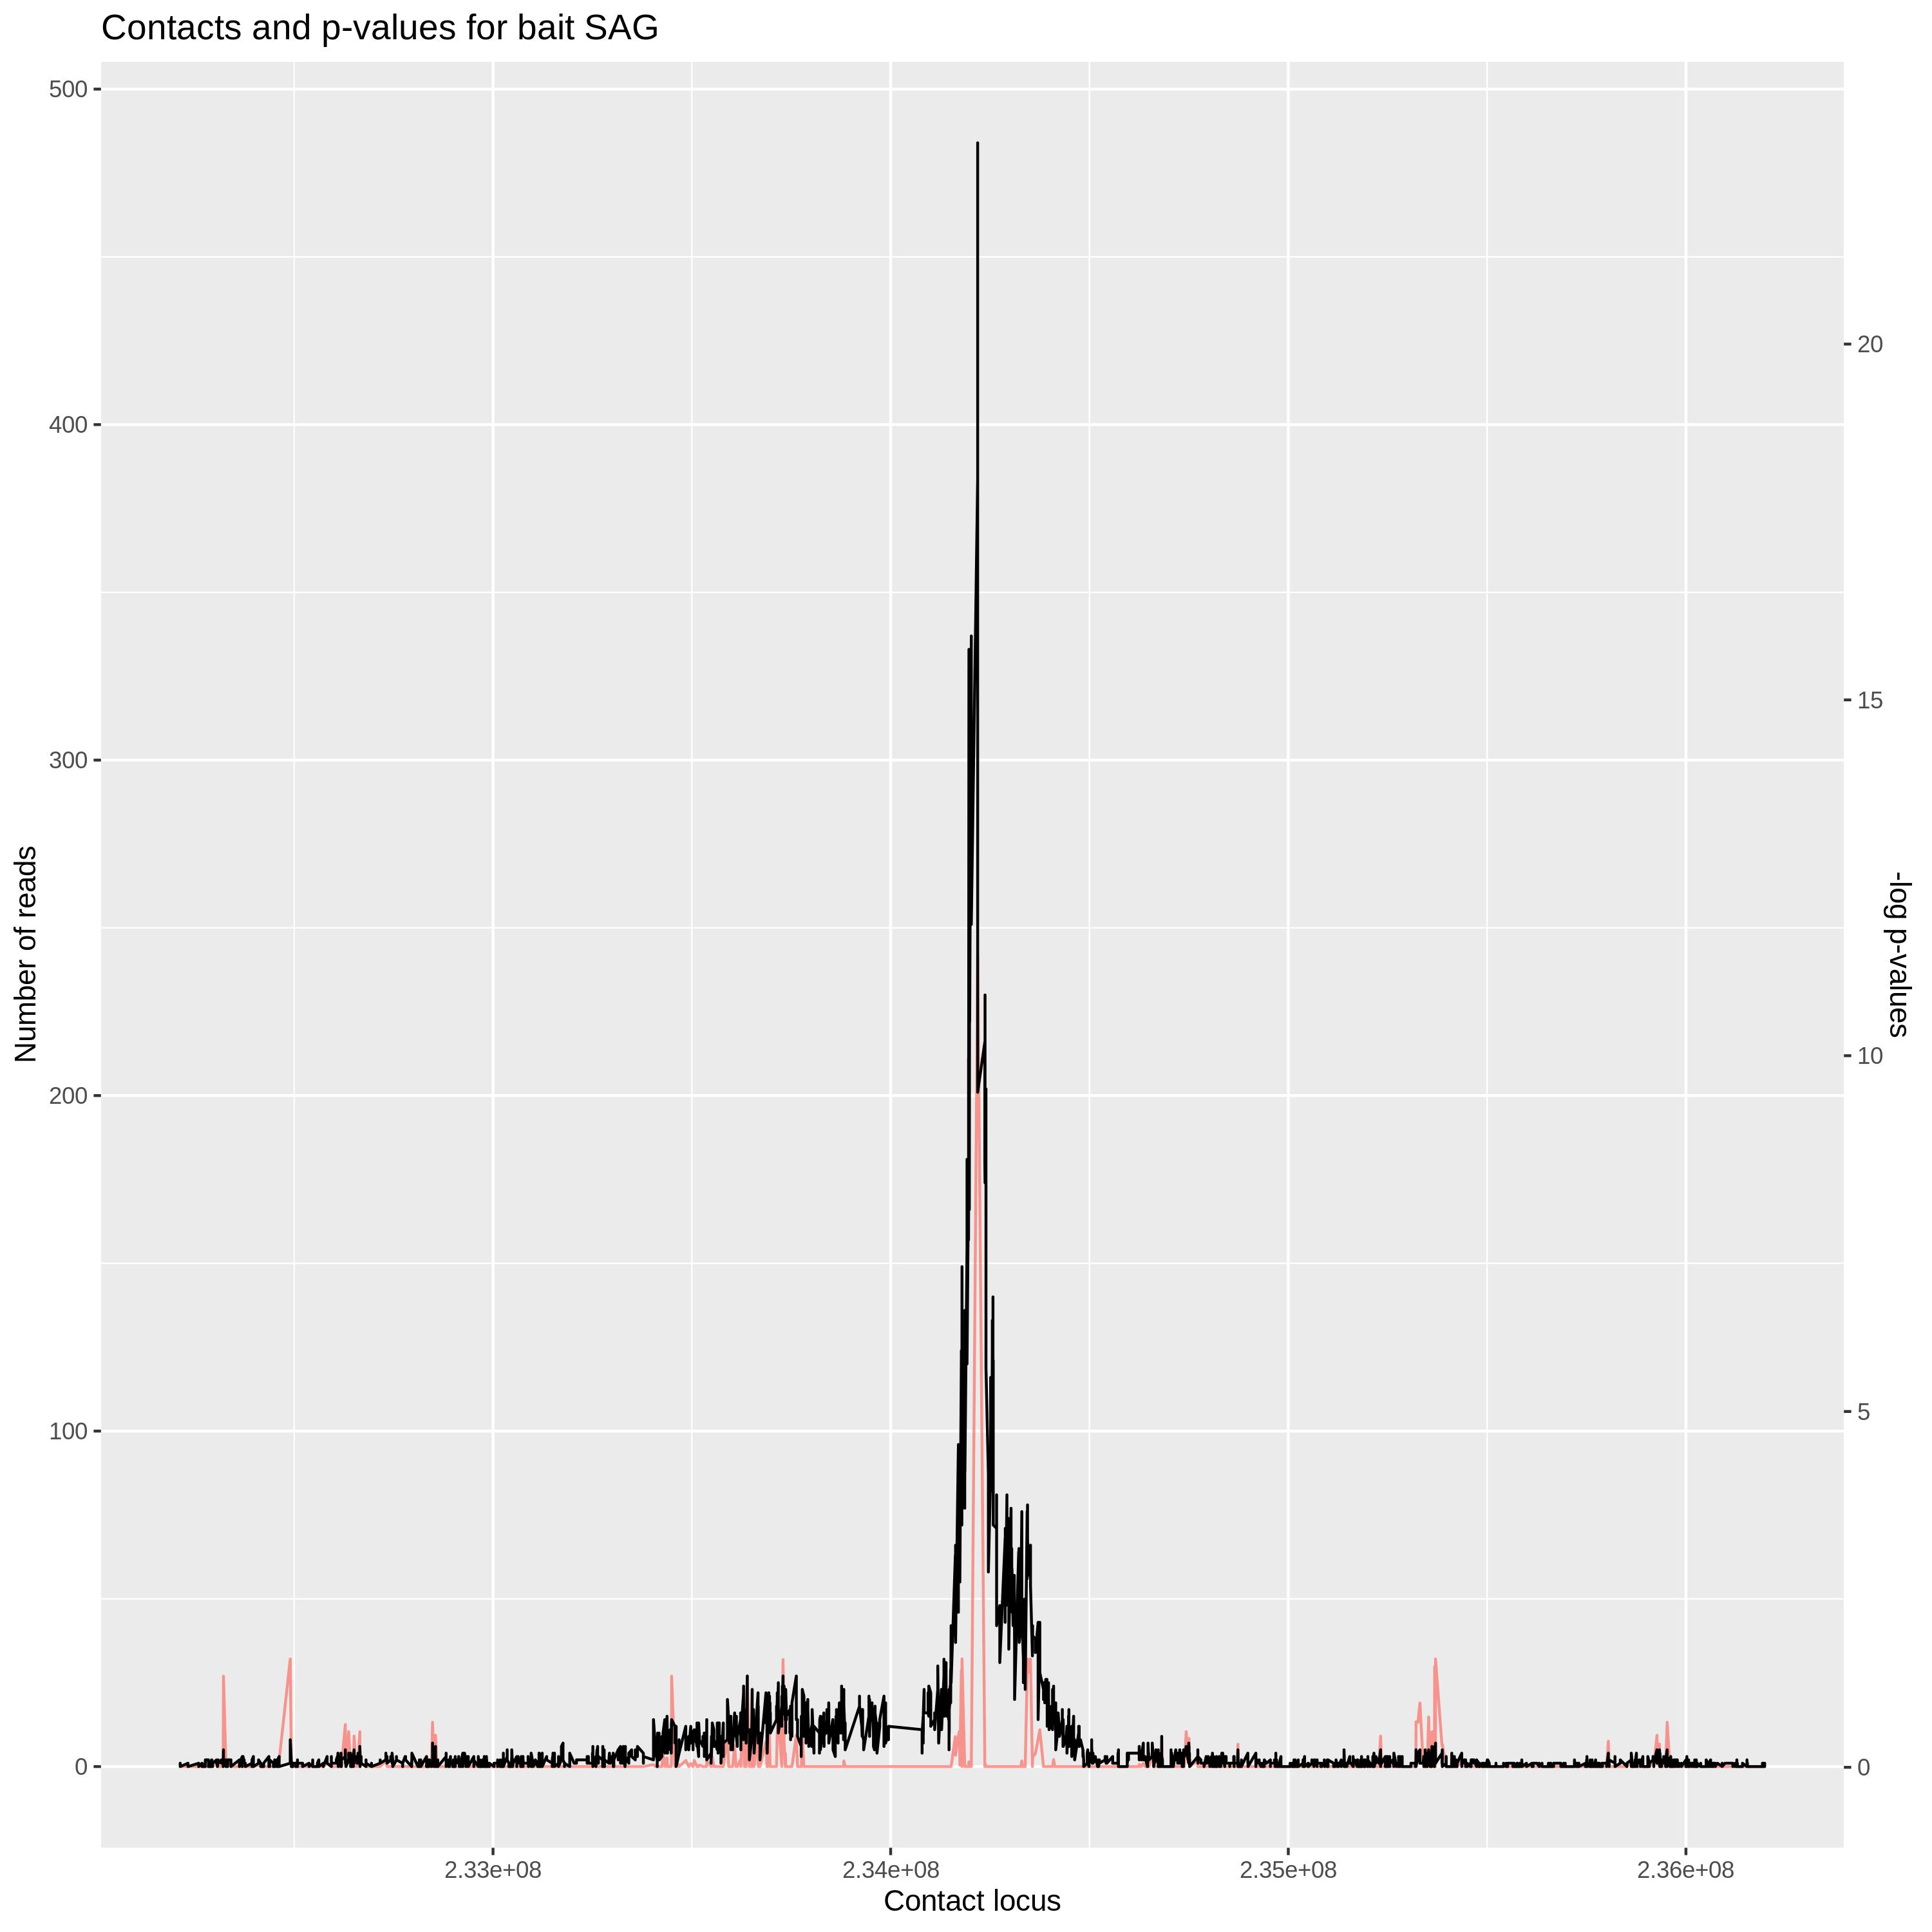 Contacts and p-values for bait SAG
500
400
300
200
100
0
Number of reads
20
15
10
5
0
-log p-values
2.33e+08
2.34e+08
2.35e+08
2.36e+08
Contact locus